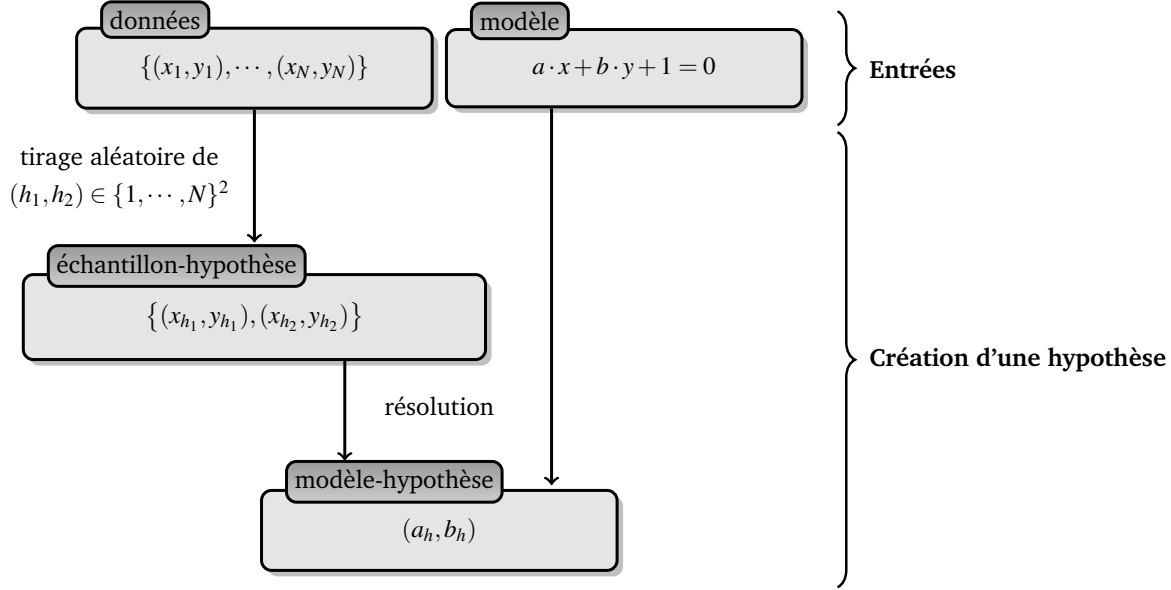 données
{(x₁, y₁), ⋯, (x_N, y_N)}
modèle
a · x + b · y + 1 = 0
Entrées
tirage aléatoire de
(h₁, h₂) ∈ {1, ⋯, N}²
échantillon-hypothèse
{(x_{h₁}, y_{h₁}), (x_{h₂}, y_{h₂})}
Création d'une hypothèse
résolution
modèle-hypothèse
(a_h, b_h)